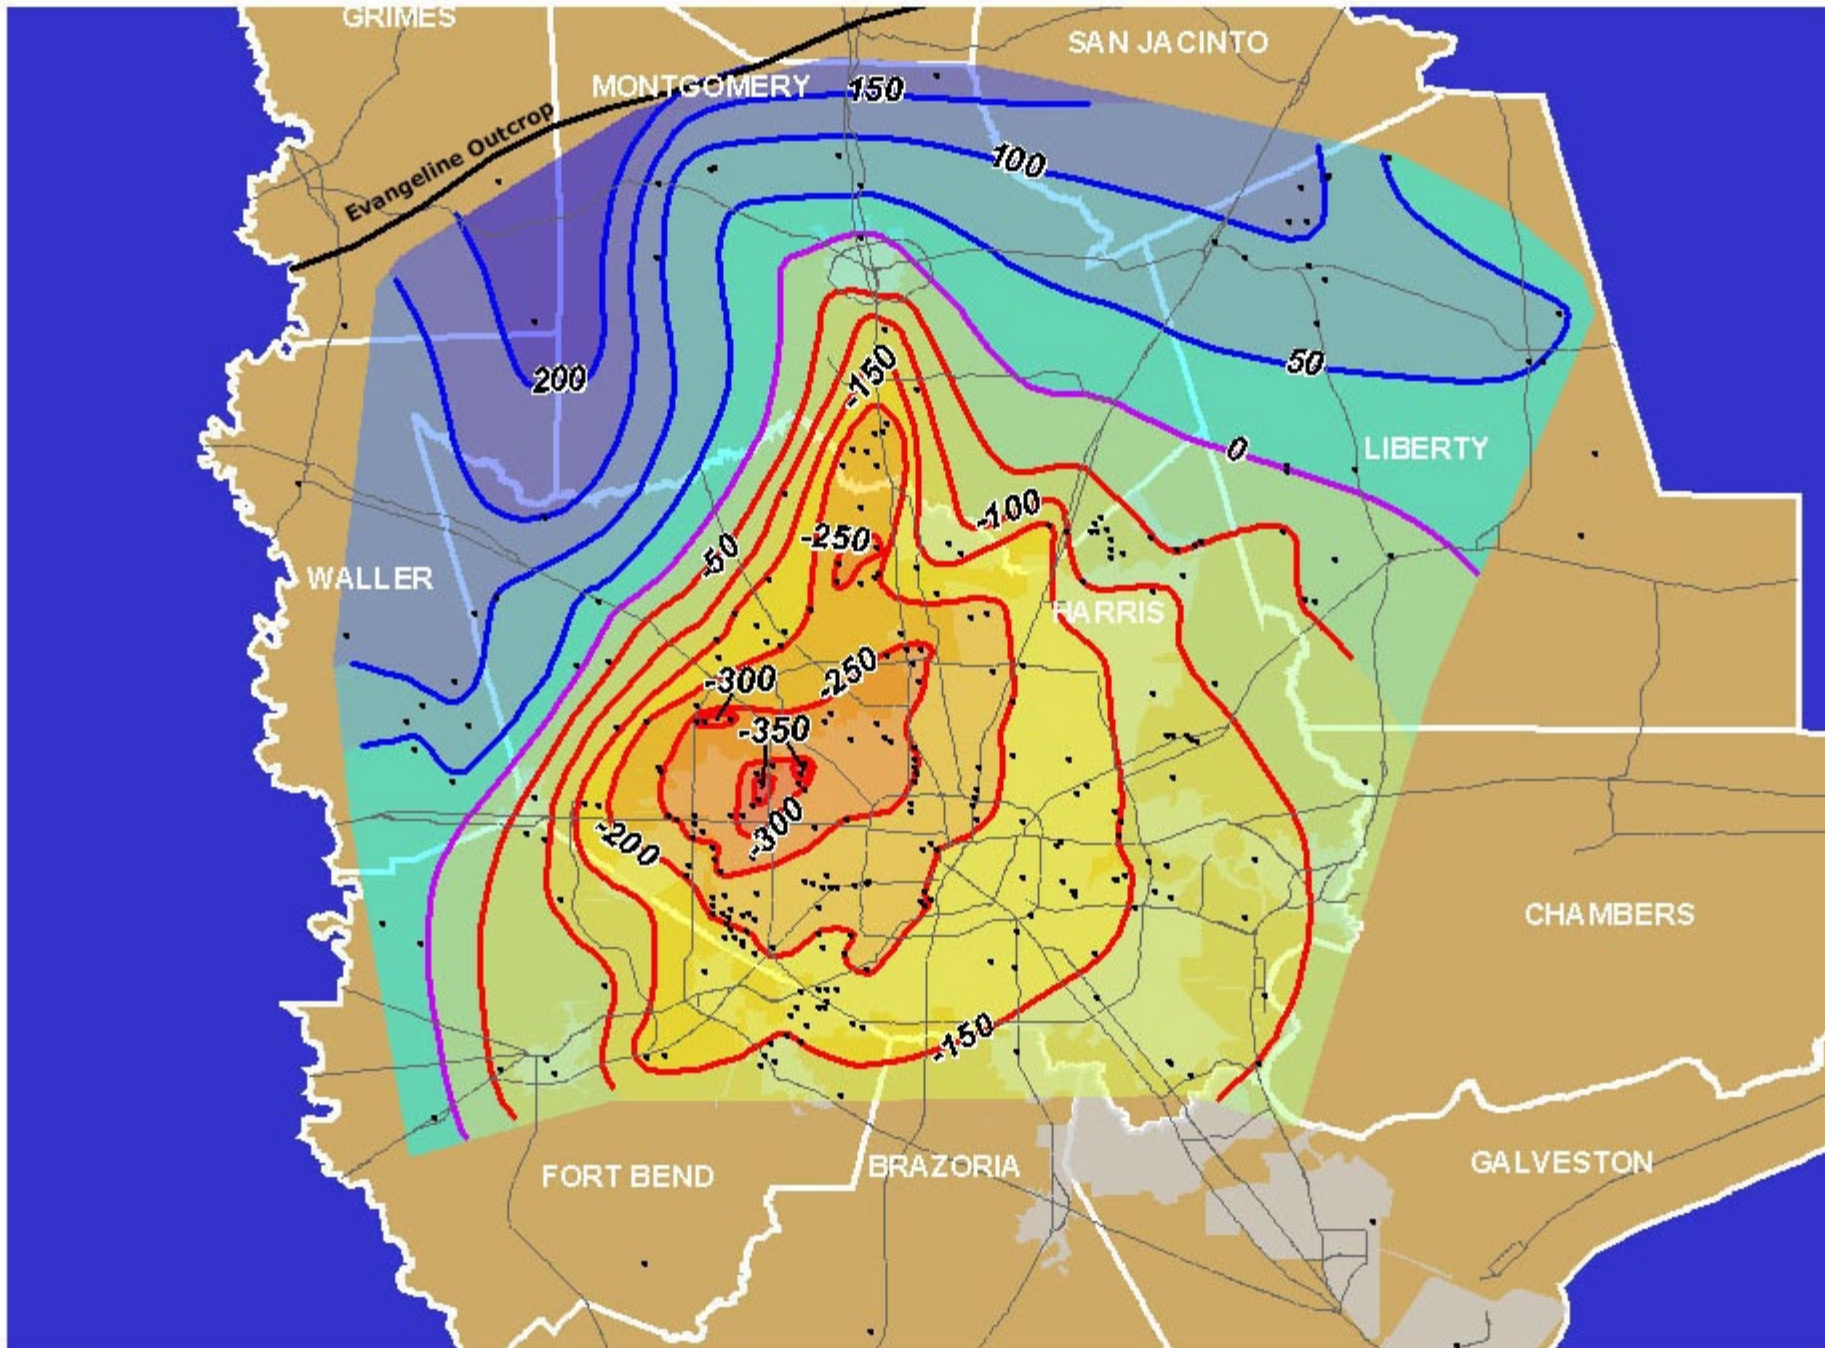 GRIMES
SAN JACINTO
MONTGOMERY
150
Evangeline Outcrop
100
200
50
-150
0
LIBERTY
-100
-250
-50
WALLER
HARRIS
-300
-250
-350
-300
-200
CHAMBERS
-150
FORT BEND
BRAZORIA
GALVESTON